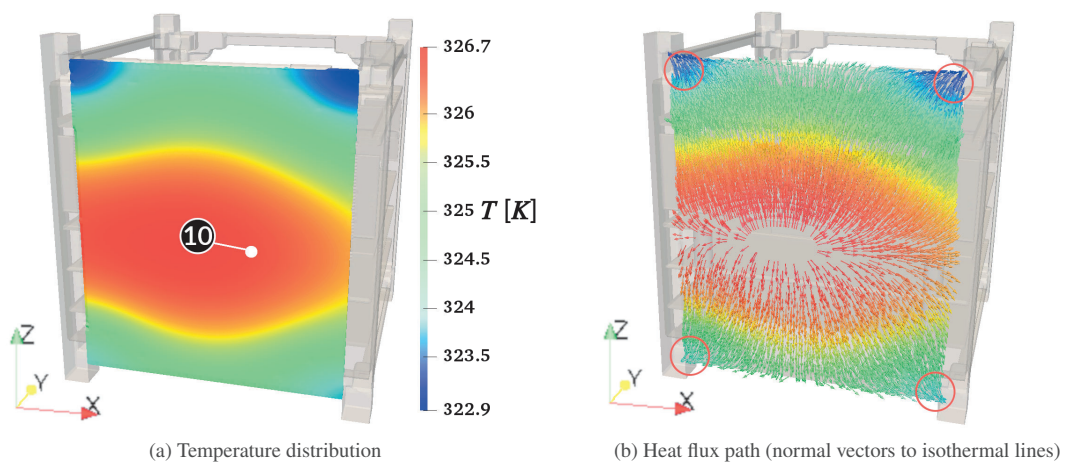 326.7
326
325.5
325
324.5
324
323.5
322.9
T [K]
10
Z
Y
X
Z
Y
X
(a) Temperature distribution
(b) Heat flux path (normal vectors to isothermal lines)